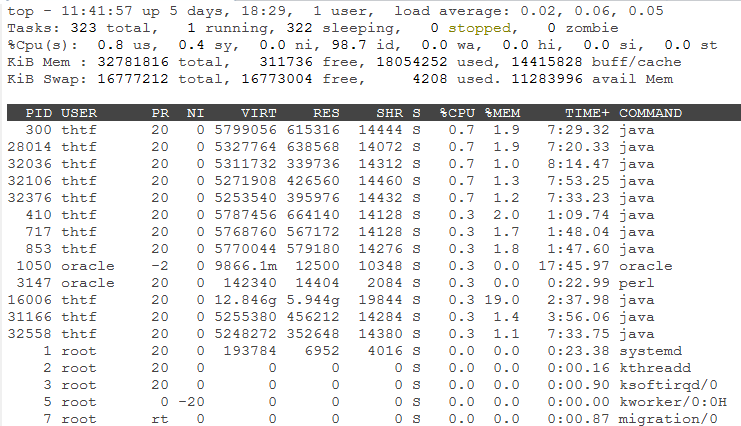 top - 11:41:57 up 5 days, 18:29,  1 user,  load average: 0.02, 0.06, 0.05
Tasks: 323 total,   1 running, 322 sleeping,   0 stopped,   0 zombie
%Cpu(s):  0.8 us,  0.4 sy,  0.0 ni, 98.7 id,  0.0 wa,  0.0 hi,  0.0 si,  0.0 st
KiB Mem : 32781816 total,   311736 free, 18054252 used, 14415828 buff/cache
KiB Swap: 16777212 total, 16773004 free,     4208 used. 11283996 avail Mem
PID USER      PR  NI    VIRT    RES    SHR S  %CPU %MEM     TIME+ COMMAND
300 thtf      20   0 5799056 615316  14444 S   0.7  1.9   7:29.32 java
28014 thtf      20   0 5327764 638568  14072 S   0.7  1.9   7:20.33 java
32036 thtf      20   0 5311732 339736  14312 S   0.7  1.0   8:14.47 java
32106 thtf      20   0 5271908 426560  14460 S   0.7  1.3   7:53.25 java
32376 thtf      20   0 5253540 395976  14432 S   0.7  1.2   7:33.23 java
410 thtf      20   0 5787456 664140  14128 S   0.3  2.0   1:09.74 java
717 thtf      20   0 5768760 567172  14128 S   0.3  1.7   1:48.04 java
853 thtf      20   0 5770044 579180  14276 S   0.3  1.8   1:47.60 java
1050 oracle    -2   0 9866.1m  12500  10348 S   0.3  0.0  17:45.97 oracle
3147 oracle    20   0  142340  14404   2084 S   0.3  0.0   0:22.99 perl
16006 thtf      20   0 12.846g 5.944g  19844 S   0.3 19.0   2:37.98 java
31166 thtf      20   0 5255380 456212  14284 S   0.3  1.4   3:56.06 java
32558 thtf      20   0 5248272 352648  14380 S   0.3  1.1   7:33.75 java
1 root      20   0  193784   6952   4016 S   0.0  0.0   0:23.38 systemd
2 root      20   0       0      0      0 S   0.0  0.0   0:00.16 kthreadd
3 root      20   0       0      0      0 S   0.0  0.0   0:00.90 ksoftirqd/0
5 root       0 -20       0      0      0 S   0.0  0.0   0:00.00 kworker/0:0H
7 root      rt   0       0      0      0 S   0.0  0.0   0:00.87 migration/0